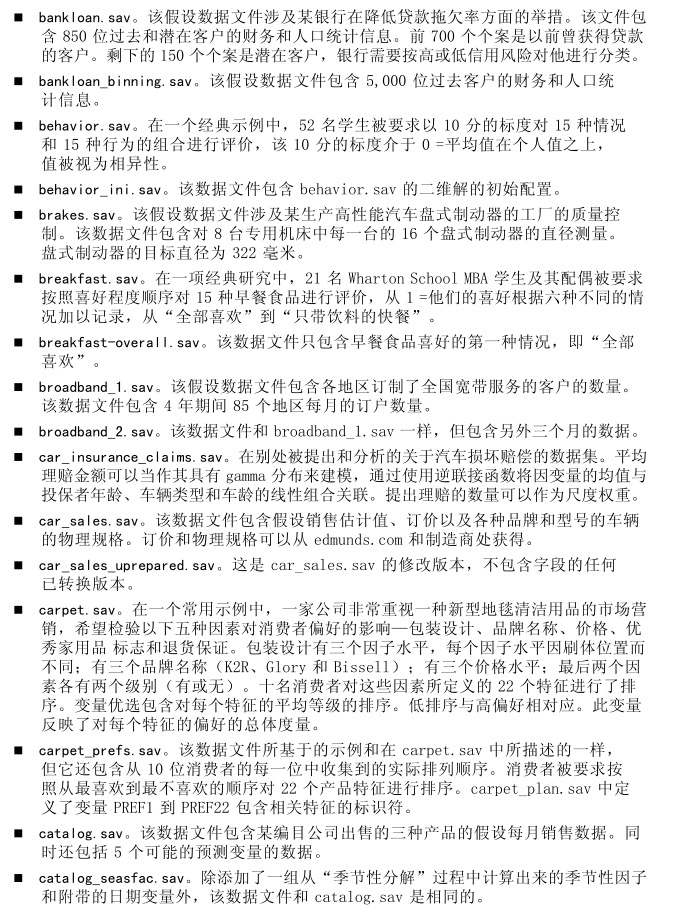 ■ bankloan.sav。该假设数据文件涉及某银行在降低贷款拖欠率方面的举措。该文件包
含 850 位过去和潜在客户的财务和人口统计信息。前 700 个个案是以前曾获得贷款
的客户。剩下的 150 个个案是潜在客户，银行需要按高或低信用风险对他进行分类。
■ bankloan_binning.sav。该假设数据文件包含 5,000 位过去客户的财务和人口统
计信息。
■ behavior.sav。在一个经典示例中，52 名学生被要求以 10 分的标度对 15 种情况
和 15 种行为的组合进行评价，该 10 分的标度介于 0 =平均值在个人值之上，
值被视为相异性。
■ behavior_ini.sav。该数据文件包含 behavior.sav 的二维解的初始配置。
■ brakes.sav。该假设数据文件涉及某生产高性能汽车盘式制动器的工厂的质量控
制。该数据文件包含对 8 台专用机床中每一台的 16 个盘式制动器的直径测量。
盘式制动器的目标直径为 322 毫米。
■ breakfast.sav。在一项经典研究中，21 名 Wharton School MBA 学生及其配偶被要求
按照喜好程度顺序对 15 种早餐食品进行评价，从 1 =他们的喜好根据六种不同的情
况加以记录，从“全部喜欢”到“只带饮料的快餐”。
■ breakfast-overall.sav。该数据文件只包含早餐食品喜好的第一种情况，即“全部
喜欢”。
■ broadband_1.sav。该假设数据文件包含各地区订制了全国宽带服务的客户的数量。
该数据文件包含 4 年期间 85 个地区每月的订户数量。
■ broadband_2.sav。该数据文件和 broadband_1.sav 一样，但包含另外三个月的数据。
■ car_insurance_claims.sav。在别处被提出和分析的关于汽车损坏赔偿的数据集。平均
理赔金额可以当作其具有 gamma 分布来建模，通过使用逆联接函数将因变量的均值与
投保者年龄、车辆类型和车龄的线性组合关联。提出理赔的数量可以作为尺度权重。
■ car_sales.sav。该数据文件包含假设销售估计值、订价以及各种品牌和型号的车辆
的物理规格。订价和物理规格可以从 edmunds.com 和制造商处获得。
■ car_sales_uprepared.sav。这是 car_sales.sav 的修改版本，不包含字段的任何
已转换版本。
■ carpet.sav。在一个常用示例中，一家公司非常重视一种新型地毯清洁用品的市场营
销，希望检验以下五种因素对消费者偏好的影响—包装设计、品牌名称、价格、优
秀家用品 标志和退货保证。包装设计有三个因子水平，每个因子水平因刷体位置而
不同；有三个品牌名称（K2R、Glory 和 Bissell）；有三个价格水平；最后两个因
素各有两个级别（有或无）。十名消费者对这些因素所定义的 22 个特征进行了排
序。变量优选包含对每个特征的平均等级的排序。低排序与高偏好相对应。此变量
反映了对每个特征的偏好的总体度量。
■ carpet_prefs.sav。该数据文件所基于的示例和在 carpet.sav 中所描述的一样，
但它还包含从 10 位消费者的每一位中收集到的实际排列顺序。消费者被要求按
照从最喜欢到最不喜欢的顺序对 22 个产品特征进行排序。carpet_plan.sav 中定
义了变量 PREF1 到 PREF22 包含相关特征的标识符。
■ catalog.sav。该数据文件包含某编目公司出售的三种产品的假设每月销售数据。同
时还包括 5 个可能的预测变量的数据。
■ catalog_seasfac.sav。除添加了一组从“季节性分解”过程中计算出来的季节性因子
和附带的日期变量外，该数据文件和 catalog.sav 是相同的。